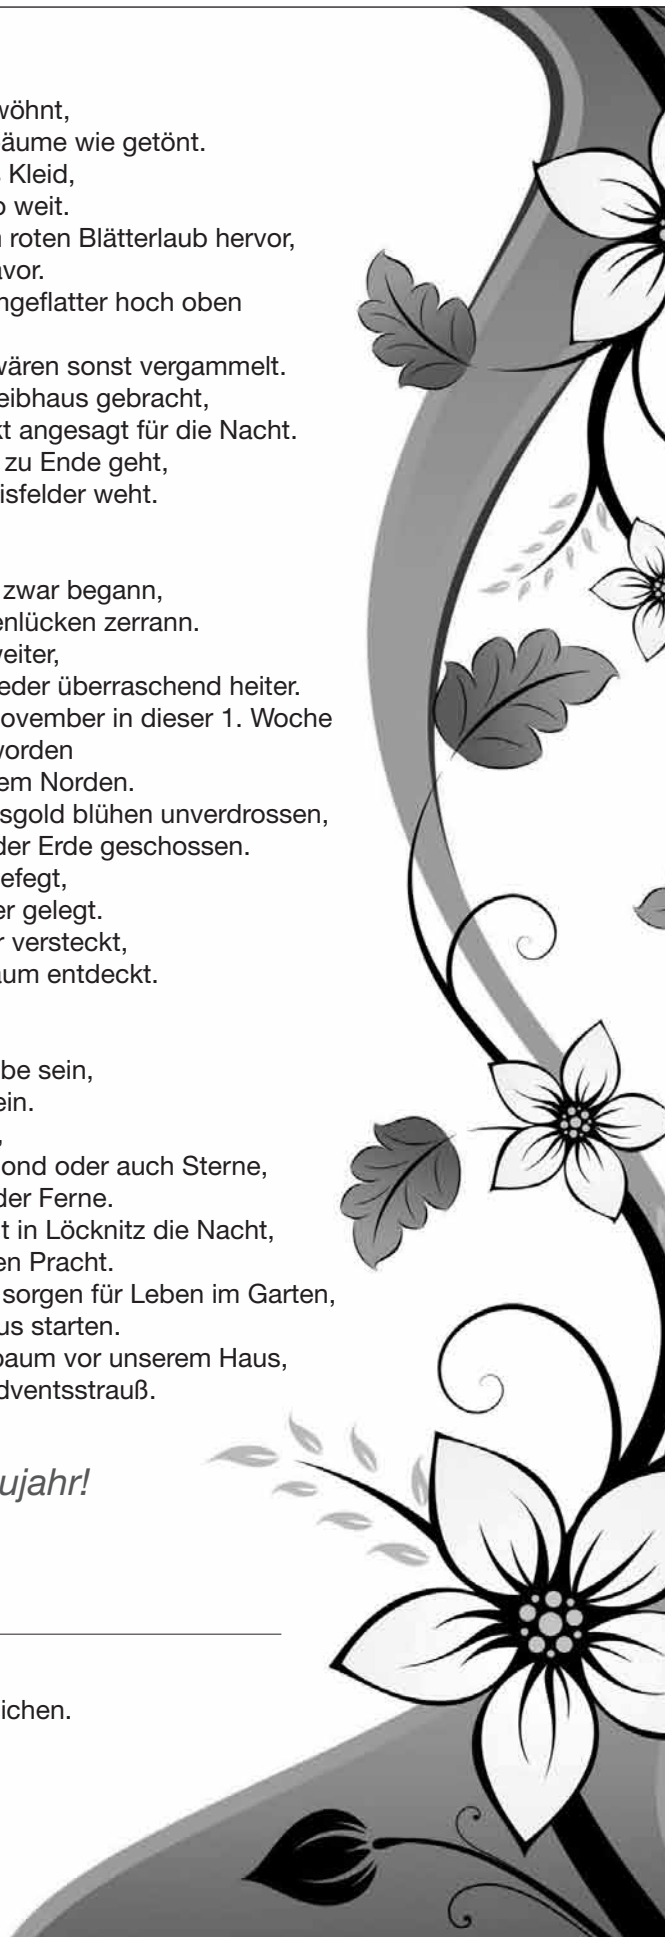 wöhnt,
äume wie getönt.
Kleid,
weit.
roten Blätterlaub hervor,
avor.
ngeflatter hoch oben
wären sonst vergammelt.
eibhaus gebracht,
kt angesagt für die Nacht.
zu Ende geht,
isfelder weht.
zwar begann,
enlücken zerrann.
weiter,
eder überraschend heiter.
ovember in dieser 1. Woche
worden
em Norden.
sgold blühen unverdrossen,
der Erde geschossen.
efegt,
er gelegt.
r versteckt,
aum entdeckt.
be sein,
ein.
,
ond oder auch Sterne,
der Ferne.
t in Löcknitz die Nacht,
en Pracht.
sorgen für Leben im Garten,
us starten.
baum vor unserem Haus,
dventsstrauß.
ujahr!
ichen.